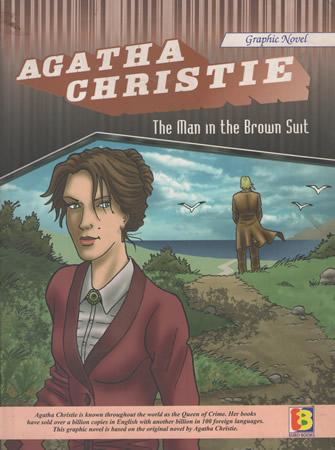 Graphic Novel
AGATHA
CHRISTIE
The Man in the Brown Suit
Agatha Christie is known throughout the world as the Queen of Crime. Her books
have sold over a billion copies in English with another billion in 100 foreign languages.
This graphic novel is based on the original novel by Agatha Christie.
EURO BOOKS